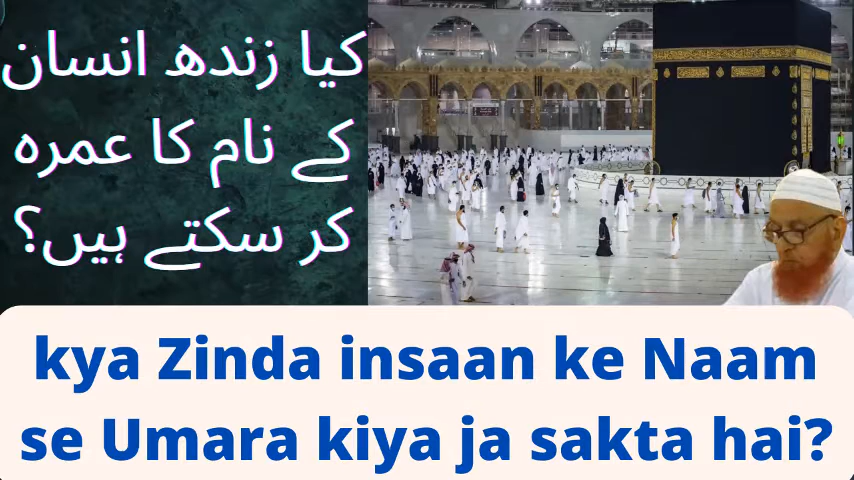 کیا زندھ انسان
کے نام کا عمرہ
کر سکتے ہیں؟
kya Zinda insaan ke Naam
se Umara kiya ja sakta hai?